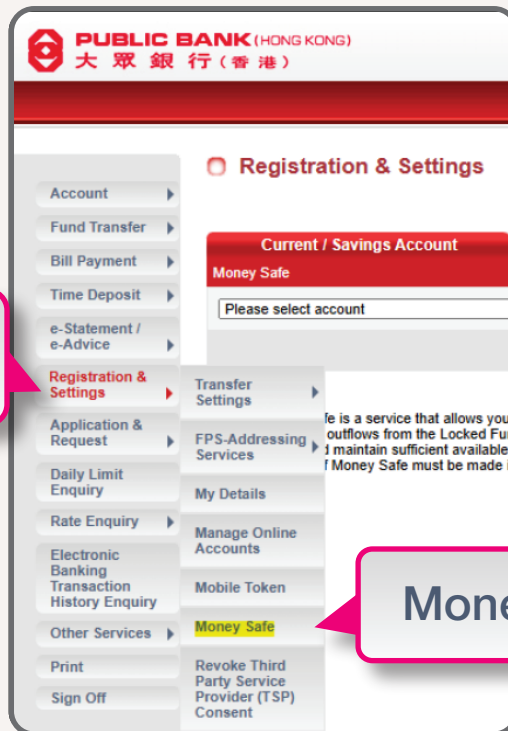 PUBLIC BANK (HONG KONG)
大眾銀行(香港)
Registration & Settings
Account
Fund Transfer
Bill Payment
Time Deposit
e-Statement /
e-Advice
Registration &
Settings
Application &
Request
Daily Limit
Enquiry
Rate Enquiry
Electronic
Banking
Transaction
History Enquiry
Other Services
Print
Sign Off
Current / Savings Account
Money Safe
Please select account
Transfer
Settings
FPS-Addressing
Services
My Details
Manage Online
Accounts
Mobile Token
Money Safe
Revoke Third
Party Service
Provider (TSP)
Consent
is a service that allows you
outflows from the Locked
maintain sufficient available
Money Safe must be made